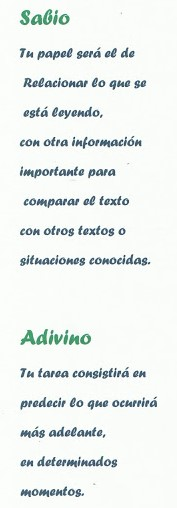 Sabio
Tu papel será el de
Relacionar lo que se
está leyendo,
con otra información
importante para
comparar el texto
con otros textos o
situaciones conocidas.
Adivino
Tu tarea consistirá en
predecir lo que ocurrirá
más adelante,
en determinados
momentos.